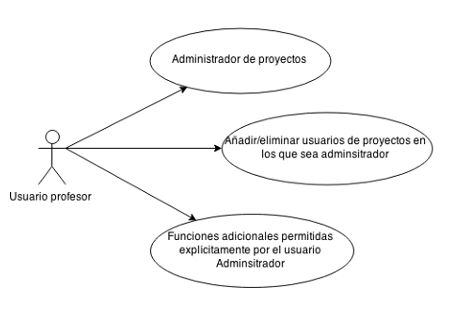 Administrador de proyectos
Añadir/eliminar usuarios de proyectos en
los que sea adminsitrador
Usuario profesor
Funciones adicionales permitidas
explícitamente por el usuario
Adminsitrador